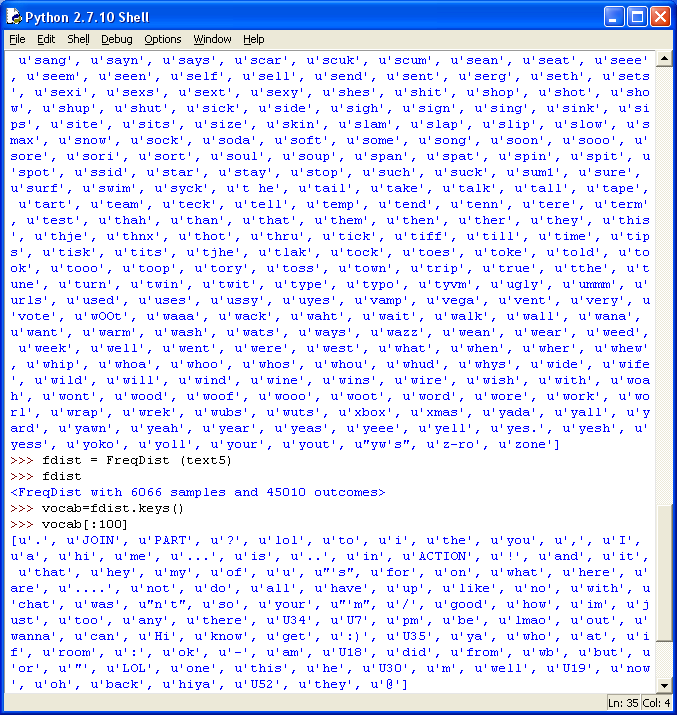 Python 2.7.10 Shell
File Edit Shell Debug Options Window Help
 u'sang', u'sayn', u'says', u'scar', u'scuk', u'scum', u'sean', u'seat', u'seee'
, u'seem', u'seen', u'self', u'sell', u'send', u'sent', u'serg', u'seth', u'sets
', u'sexi', u'sexs', u'sext', u'sexy', u'shes', u'shit', u'shop', u'shot', u'sho
w', u'shup', u'shut', u'sick', u'side', u'sigh', u'sign', u'sing', u'sink', u'si
ps', u'site', u'sits', u'size', u'skin', u'slam', u'slap', u'slip', u'slow', u's
max', u'snow', u'sock', u'soda', u'soft', u'some', u'song', u'soon', u'sooo', u'
sore', u'sori', u'sort', u'soul', u'soup', u'span', u'spat', u'spin', u'spit', u
'spot', u'ssid', u'star', u'stay', u'stop', u'such', u'suck', u'sum1', u'sure',
u'surf', u'swim', u'syck', u't he', u'tail', u'take', u'talk', u'tall', u'tape',
 u'tart', u'team', u'teck', u'tell', u'temp', u'tend', u'tenn', u'tere', u'term'
, u'test', u'thah', u'than', u'that', u'them', u'then', u'ther', u'they', u'this
', u'thje', u'thnx', u'thot', u'thru', u'tick', u'tiff', u'till', u'time', u'tip
s', u'tisk', u'tits', u'tjhe', u'tlak', u'tock', u'toes', u'toke', u'told', u'to
ok', u'tooo', u'toop', u'tory', u'toss', u'town', u'trip', u'true', u'tthe', u't
une', u'turn', u'twin', u'twit', u'type', u'typo', u'tyvm', u'ugly', u'ummm', u'
urls', u'used', u'uses', u'ussy', u'uyes', u'vamp', u'vega', u'vent', u'very', u
'vote', u'wOOt', u'waaa', u'wack', u'waht', u'wait', u'walk', u'wall', u'wana',
u'want', u'warm', u'wash', u'wats', u'ways', u'wazz', u'wean', u'wear', u'weed',
 u'week', u'well', u'went', u'were', u'west', u'what', u'when', u'wher', u'whew'
, u'whip', u'whoa', u'whoo', u'whos', u'whou', u'whud', u'whys', u'wide', u'wife
', u'wild', u'will', u'wind', u'wine', u'wins', u'wire', u'wish', u'with', u'woa
h', u'wont', u'wood', u'woof', u'wooo', u'woot', u'word', u'wore', u'work', u'wo
rl', u'wrap', u'wrek', u'wubs', u'wuts', u'xbox', u'xmas', u'yada', u'yall', u'y
ard', u'yawn', u'yeah', u'year', u'yeas', u'yeee', u'yell', u'yes.', u'yesh', u'
yess', u'yoko', u'yoll', u'your', u'yout', u"yw's", u'z-ro', u'zone']
>>> fdist = FreqDist (text5)
>>> fdist
<FreqDist with 6066 samples and 45010 outcomes>
>>> vocab=fdist.keys()
>>> vocab[:100]
[u'.', u'JOIN', u'PART', u'?', u'lol', u'to', u'i', u'the', u'you', u',', u'I',
u'a', u'hi', u'me', u'...', u'is', u'..', u'in', u'ACTION', u'!', u'and', u'it',
 u'that', u'hey', u'my', u'of', u'u', u"'s", u'for', u'on', u'what', u'here', u'
are', u'....', u'not', u'do', u'all', u'have', u'up', u'like', u'no', u'with', u
'chat', u'was', u"n't", u'so', u'your', u"'m", u'/', u'good', u'how', u'im', u'j
ust', u'too', u'any', u'there', u'U34', u'U7', u'pm', u'be', u'lmao', u'out', u'
wanna', u'can', u'Hi', u'know', u'get', u':)', u'U35', u'ya', u'who', u'at', u'i
f', u'room', u':', u'ok', u'-', u'am', u'U18', u'did', u'from', u'wb', u'but', u
'or', u'"', u'LOL', u'one', u'this', u'he', u'U30', u'm', u'well', u'U19', u'now
', u'oh', u'back', u'hiya', u'U52', u'they', u'@']
Ln: 35 Col: 4